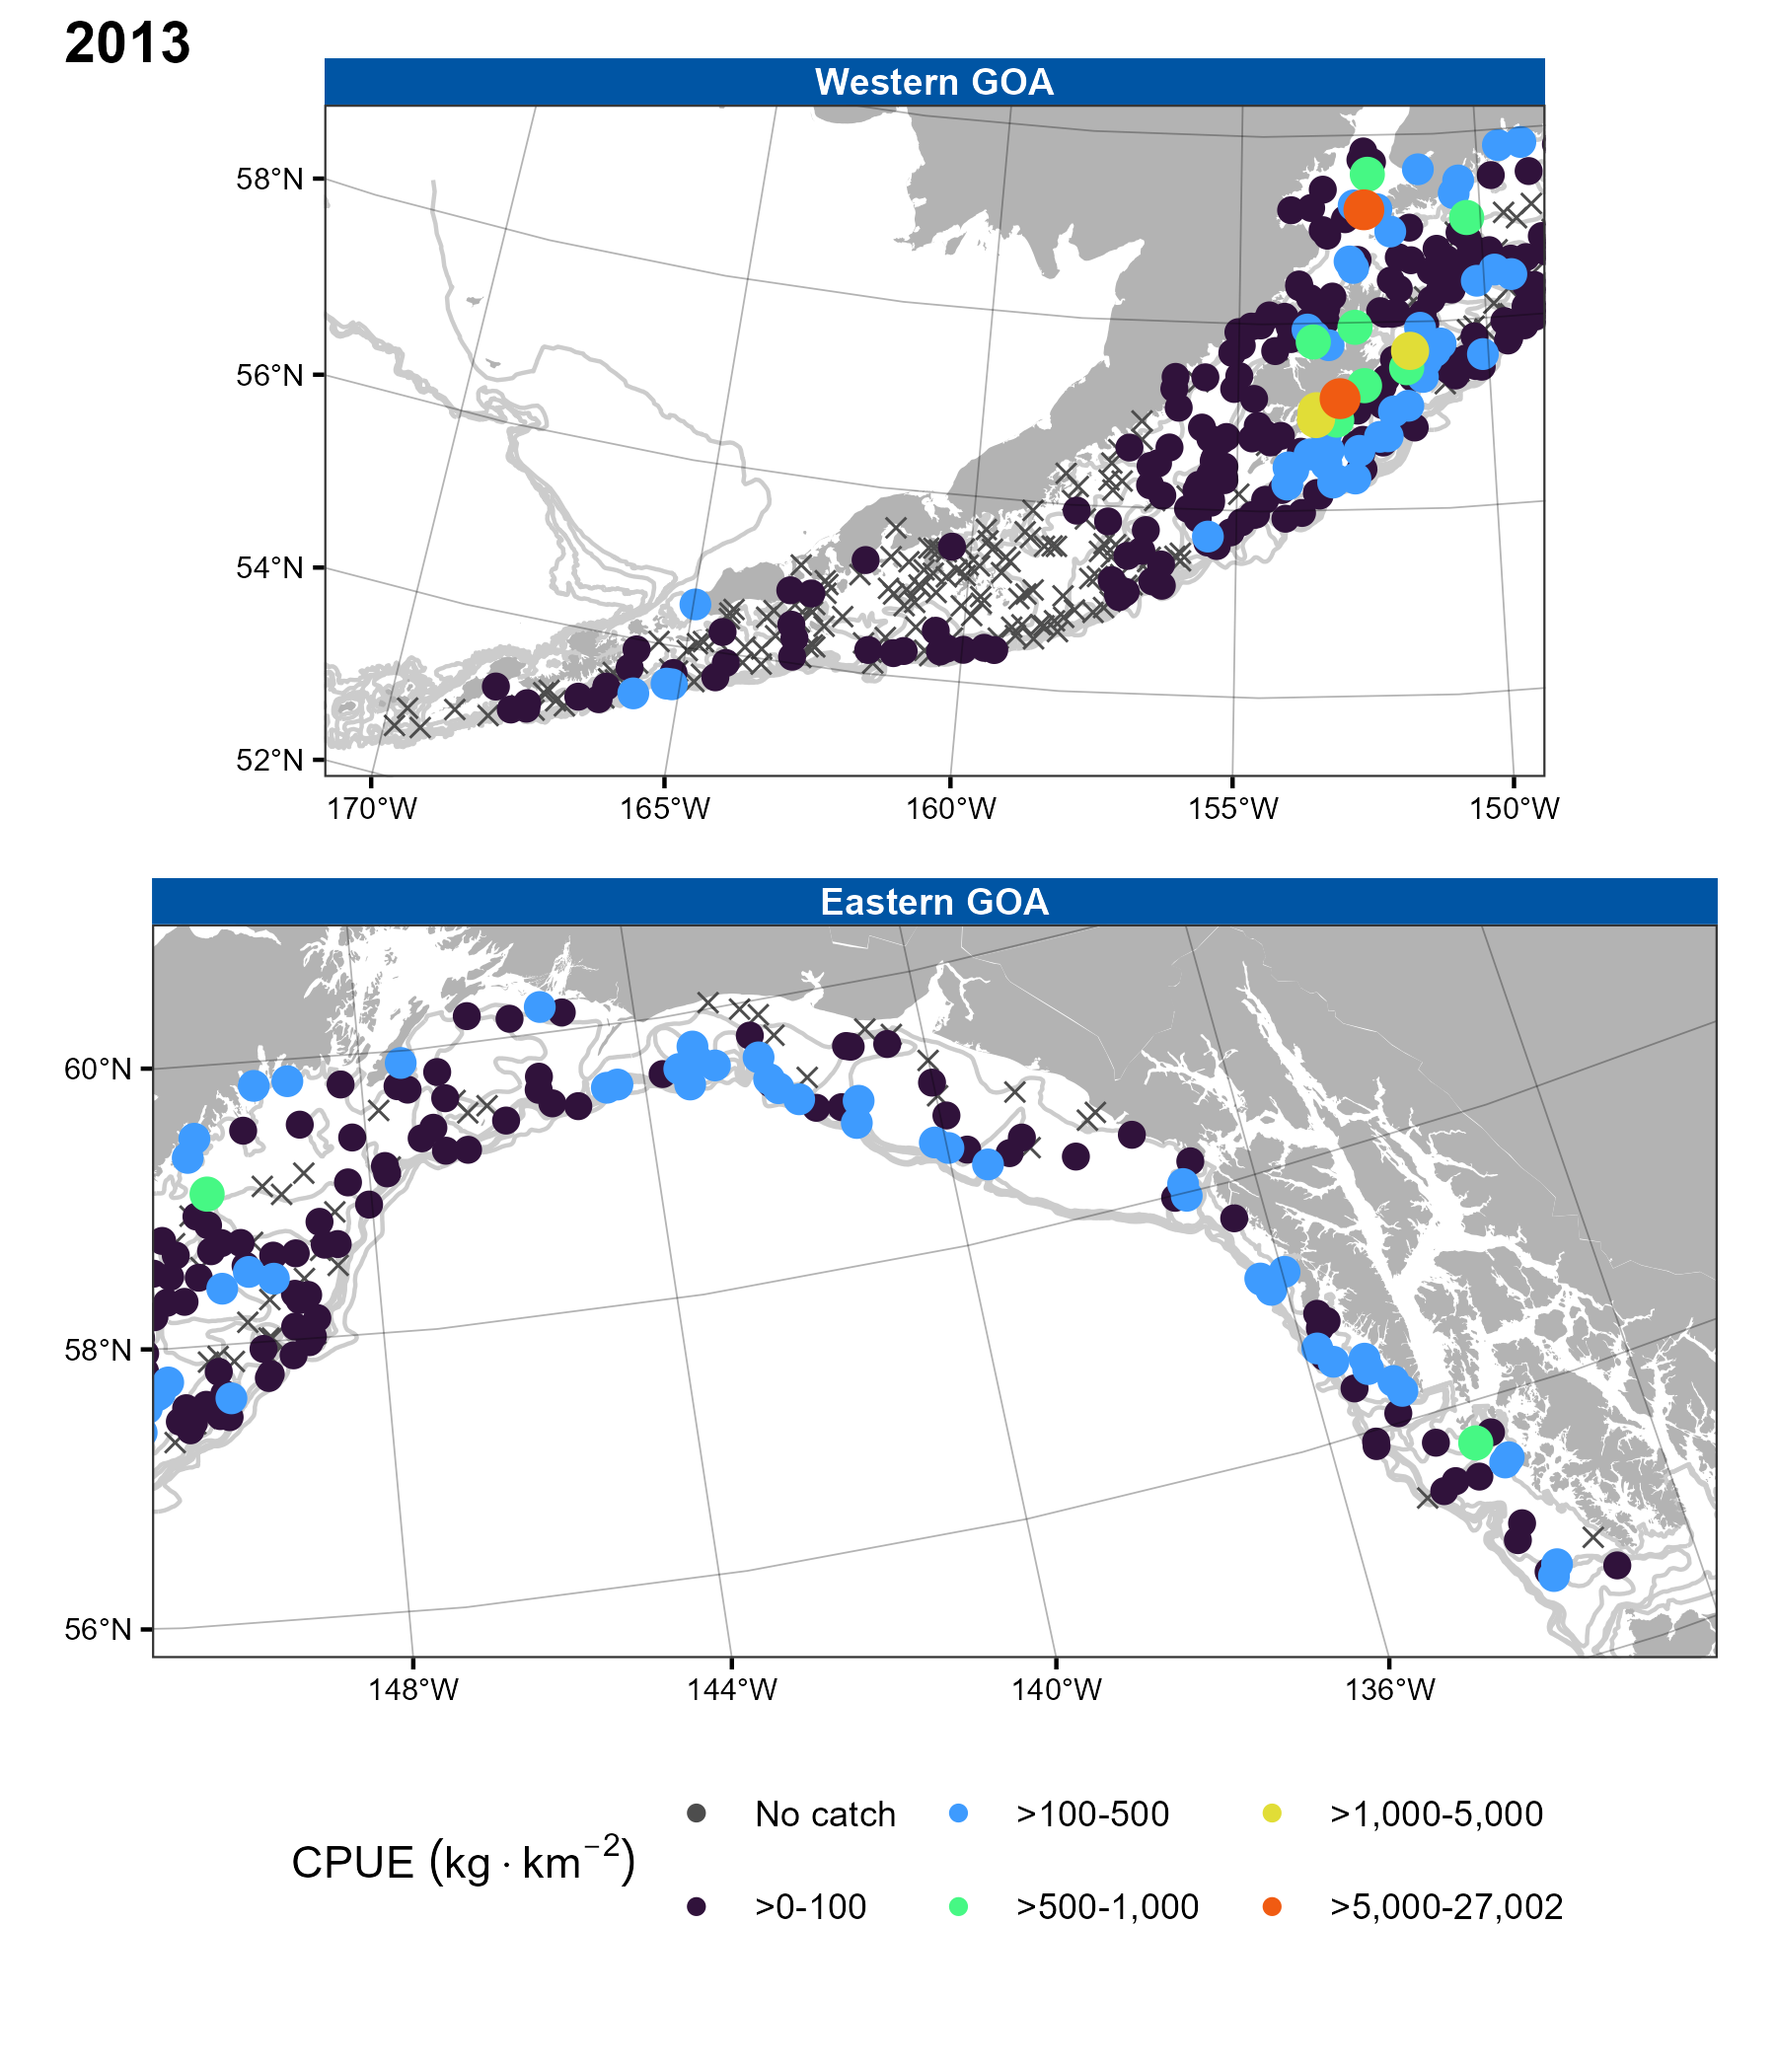 2013
Western GOA
58°N
56°N
54°N
52°N
170°W 165°W 160°W 155°W 150°W
Eastern GOA
60°N
58°N
56°N
148°W 144°W 140°W 136°W
CPUE (kg · km⁻²)
No catch >100-500 >1,000-5,000
>0-100 >500-1,000 >5,000-27,002